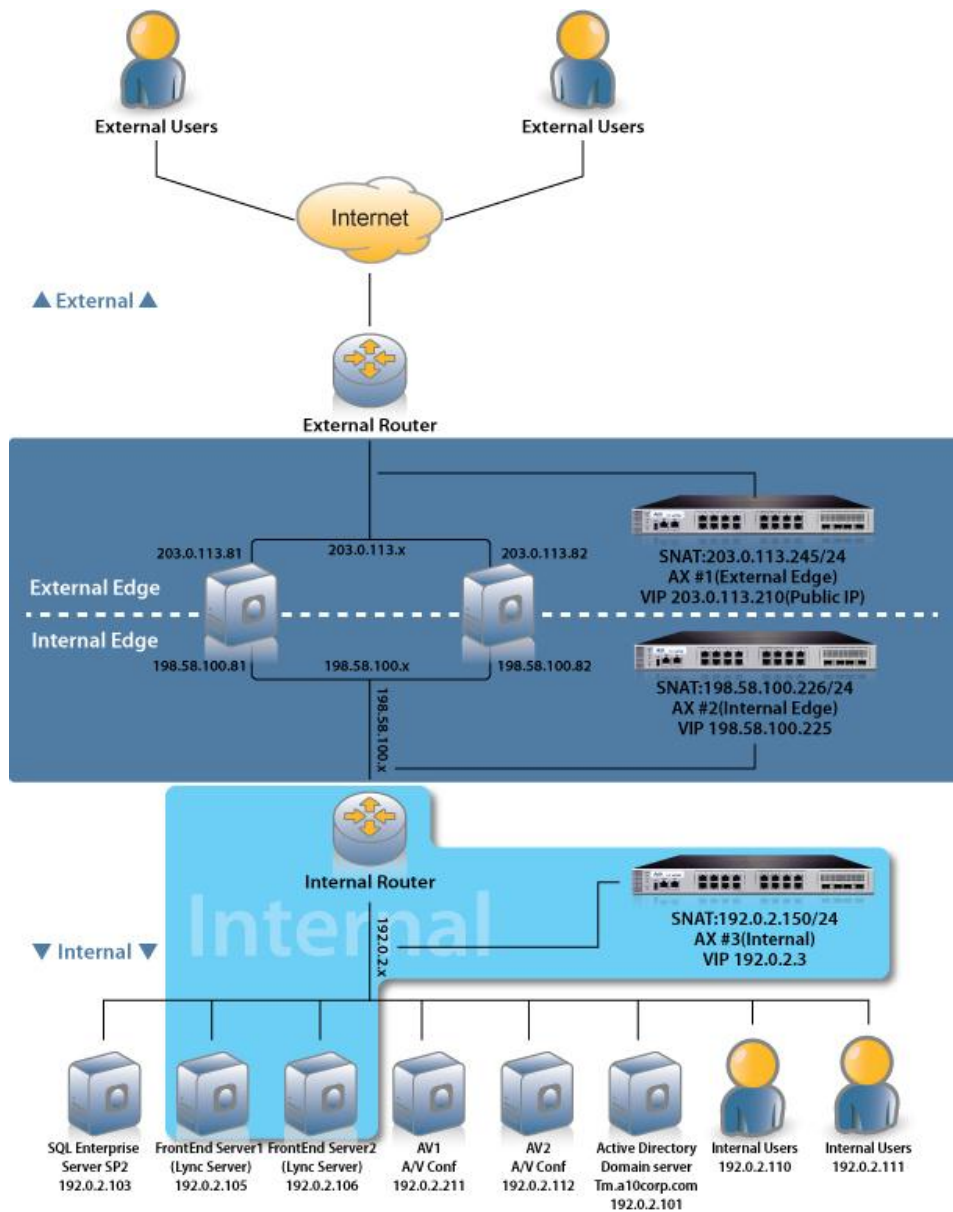 External Users
External Users
Internet
▲ External ▲
External Router
203.0.113.81
203.0.113.x
203.0.113.82
SNAT:203.0.113.245/24
AX #1(External Edge)
VIP 203.0.113.210(Public IP)
External Edge
Internal Edge
198.58.100.81
198.58.100.x
198.58.100.82
SNAT:198.58.100.226/24
AX #2(Internal Edge)
VIP 198.58.100.225
198.58.100.x
Internal Router
Internal
SNAT:192.0.2.150/24
AX #3(Internal)
VIP 192.0.2.3
192.0.2.x
▼ Internal ▼
SQL Enterprise
Server SP2
192.0.2.103
FrontEnd Server1
(Lync Server)
192.0.2.105
FrontEnd Server2
(Lync Server)
192.0.2.106
AV1
A/V Conf
192.0.2.211
AV2
A/V Conf
192.0.2.112
Active Directory
Domain server
Tm.a10corp.com
192.0.2.101
Internal Users
192.0.2.110
Internal Users
192.0.2.111